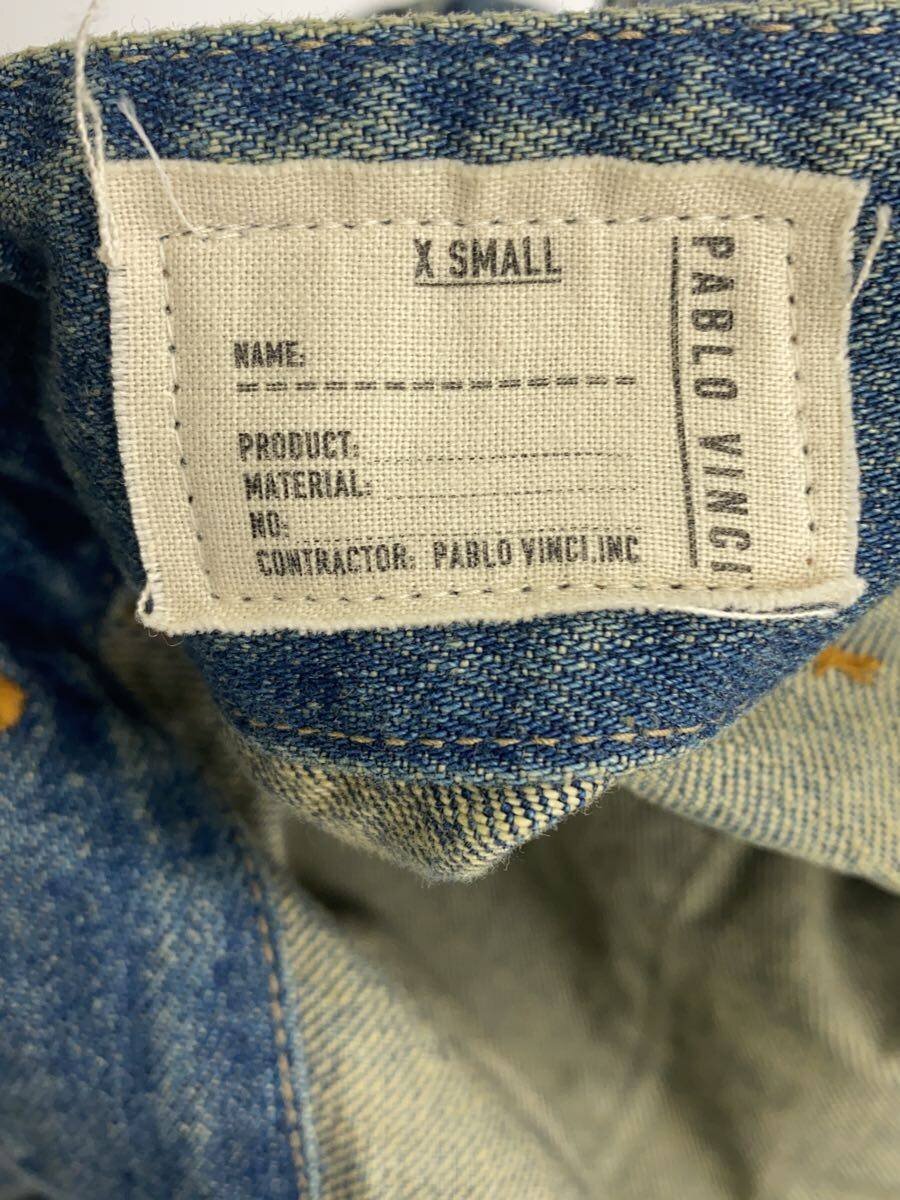 X SMALL
NAME:
PRODUCT:
MATERIAL:
NO:
CONTRACTOR: PABLO VINCI.INC
PABLO VINCI